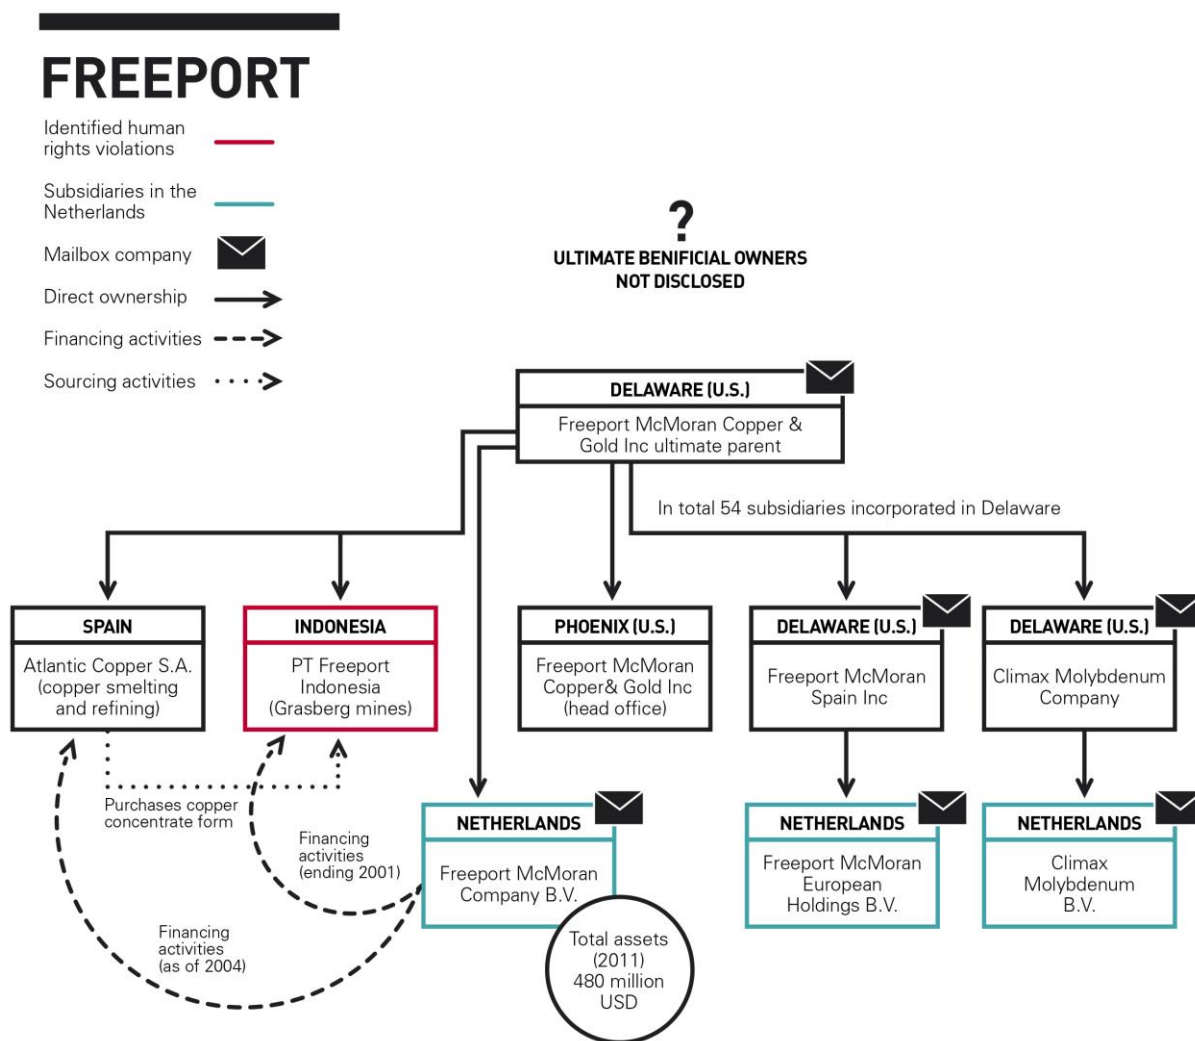 FREEPORT
Identified human
rights violations
Subsidiaries in the
Netherlands
Mailbox company
Direct ownership
Financing activities
Sourcing activities
?
ULTIMATE BENIFICIAL OWNERS
NOT DISCLOSED
DELAWARE (U.S.)
Freeport McMoran Copper &
Gold Inc ultimate parent
In total 54 subsidiaries incorporated in Delaware
SPAIN
Atlantic Copper S.A.
(copper smelting
and refining)
INDONESIA
PT Freeport
Indonesia
(Grasberg mines)
PHOENIX (U.S.)
Freeport McMoran
Copper& Gold Inc
(head office)
DELAWARE (U.S.)
Freeport McMoran
Spain Inc
DELAWARE (U.S.)
Climax Molybdenum
Company
Purchases copper
concentrate form
Financing
activities
(ending 2001)
Financing
activities
(as of 2004)
NETHERLANDS
Freeport McMoran
Company B.V.
Total assets
(2011)
480 million
USD
NETHERLANDS
Freeport McMoran
European
Holdings B.V.
NETHERLANDS
Climax
Molybdenum
B.V.